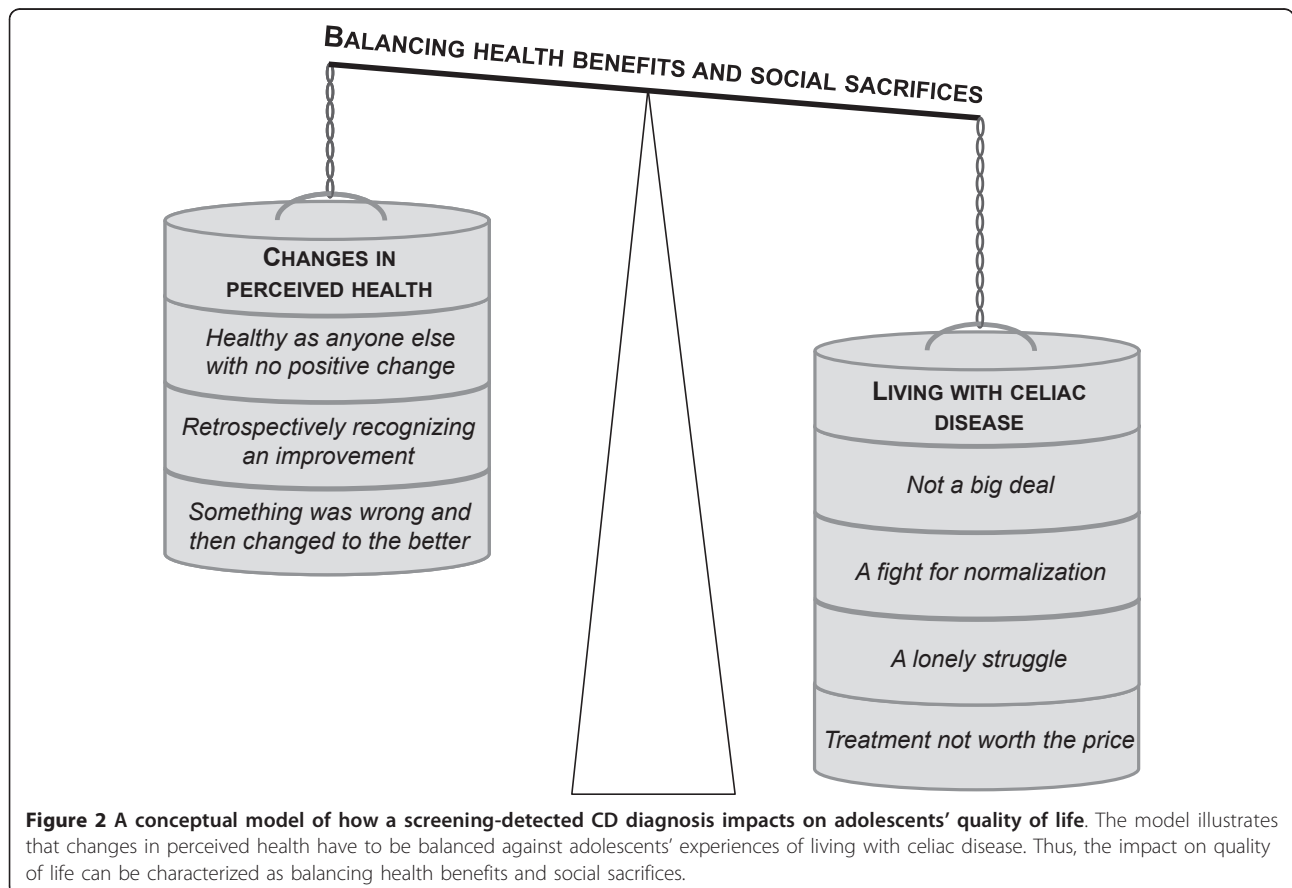 BALANCING HEALTH BENEFITS AND SOCIAL SACRIFICES
CHANGES IN
PERCEIVED HEALTH
Healthy as anyone else
with no positive change
Retrospectively recognizing
an improvement
Something was wrong and
then changed to the better
LIVING WITH CELIAC
DISEASE
Not a big deal
A fight for normalization
A lonely struggle
Treatment not worth the price
Figure 2 A conceptual model of how a screening-detected CD diagnosis impacts on adolescents' quality of life. The model illustrates
that changes in perceived health have to be balanced against adolescents' experiences of living with celiac disease. Thus, the impact on quality
of life can be characterized as balancing health benefits and social sacrifices.